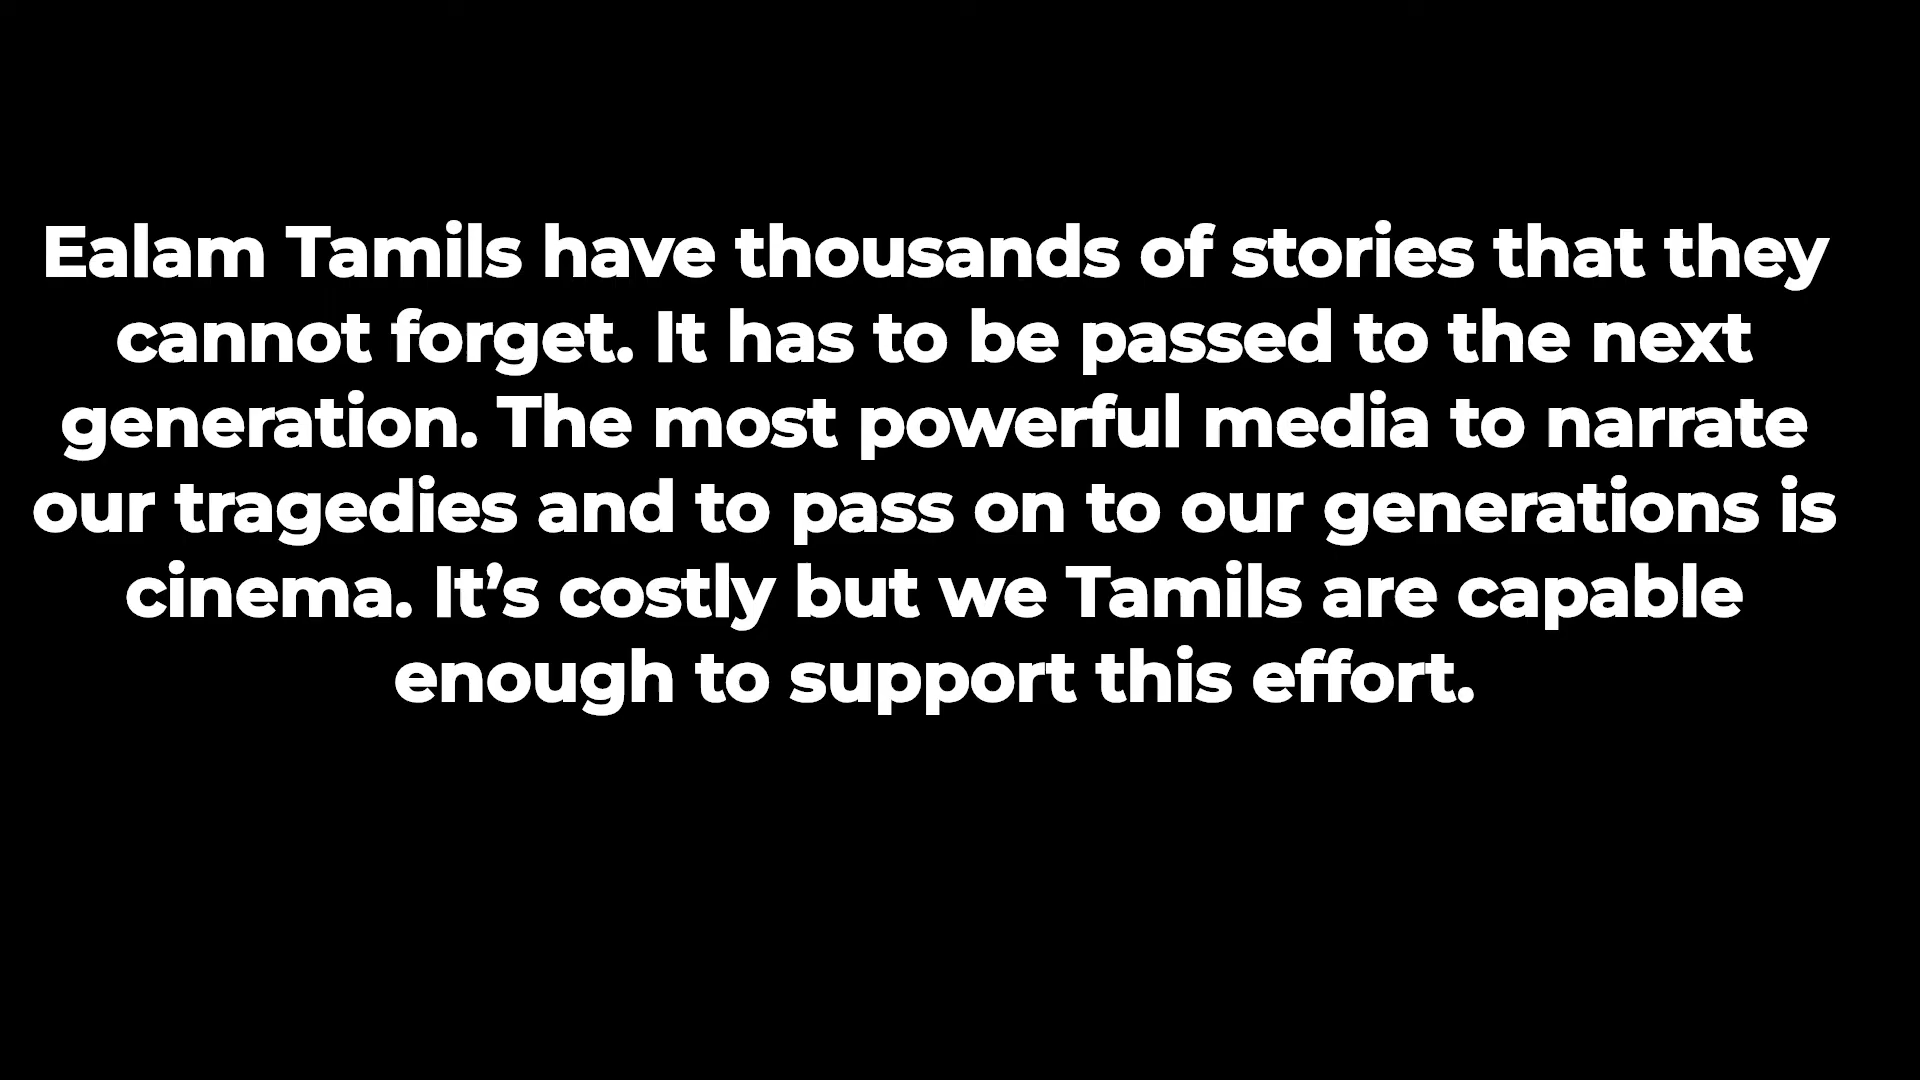 Ealam Tamils have thousands of stories that they
cannot forget. It has to be passed to the next
generation. The most powerful media to narrate
our tragedies and to pass on to our generations is
cinema. It’s costly but we Tamils are capable
enough to support this effort.